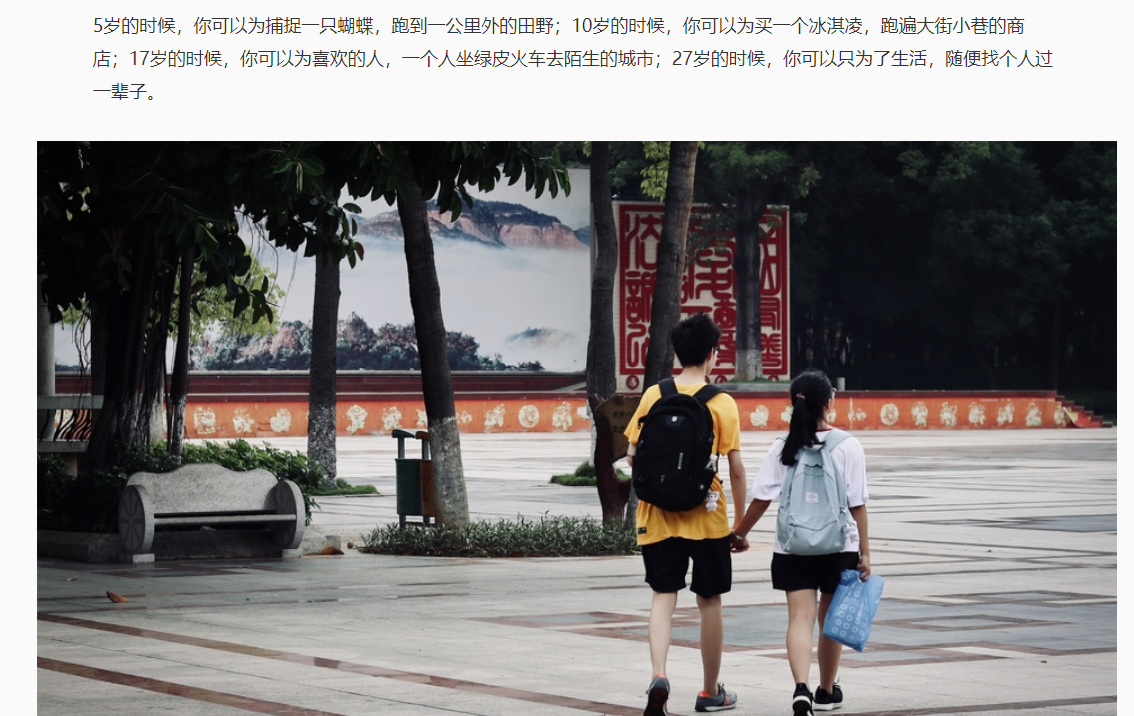 5岁的时候，你可以为捕捉一只蝴蝶，跑到一公里外的田野；10岁的时候，你可以为买一个冰淇凌，跑遍大街小巷的商
店；17岁的时候，你可以为喜欢的人，一个人坐绿皮火车去陌生的城市；27岁的时候，你可以只为了生活，随便找个人过
一辈子。